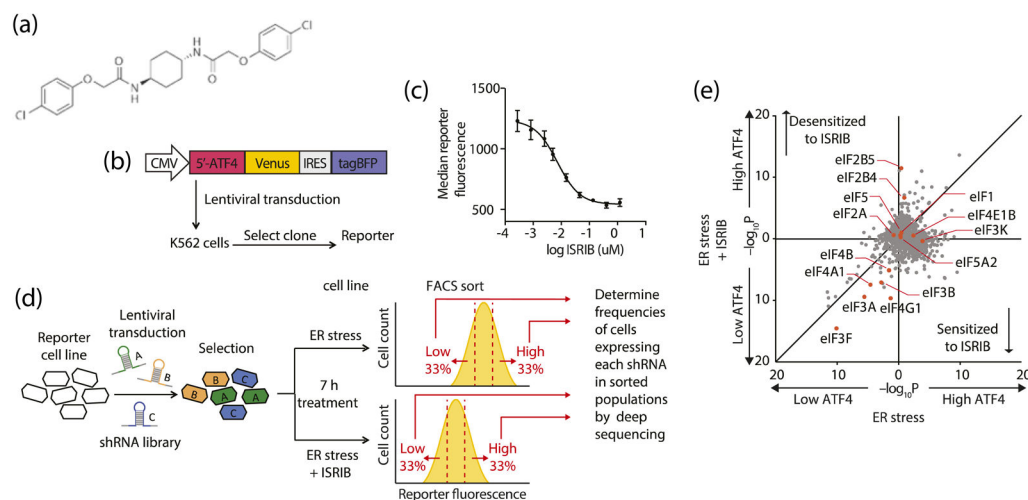 (a)
Cl
O
O
N
H
H
N
O
O
Cl
(b)
CMV
5'-ATF4
Venus
IRES
tagBFP
Lentiviral transduction
K562 cells
Select clone
Reporter
cell line
(c)
Median reporter
fluorescence
1500
1000
500
–4 –3 –2 –1 0 1
log ISRIB (uM)
(d)
Reporter
cell line
Lentiviral
transduction
A
B
C
shRNA library
Selection
B
C
B
A
A
C
ER stress
7 h
treatment
ER stress
+ ISRIB
FACS sort
Cell count
Low
33%
High
33%
Cell count
Low
33%
High
33%
Reporter fluorescence
Determine
frequencies
of cells
expressing
each shRNA
in sorted
populations
by deep
sequencing
(e)
20
10
0
10
20
Desensitized
to ISRIB
eIF2B5
eIF2B4
eIF5
eIF2A
eIF1
eIF4E1B
eIF3K
eIF5A2
eIF4B
eIF4A1
eIF3B
eIF3A
eIF4G1
eIF3F
Sensitized
to ISRIB
High ATF4
Low ATF4
ER stress
+ ISRIB
–log₁₀P
20 10 0 10 20
–log₁₀P
Low ATF4
High ATF4
ER stress